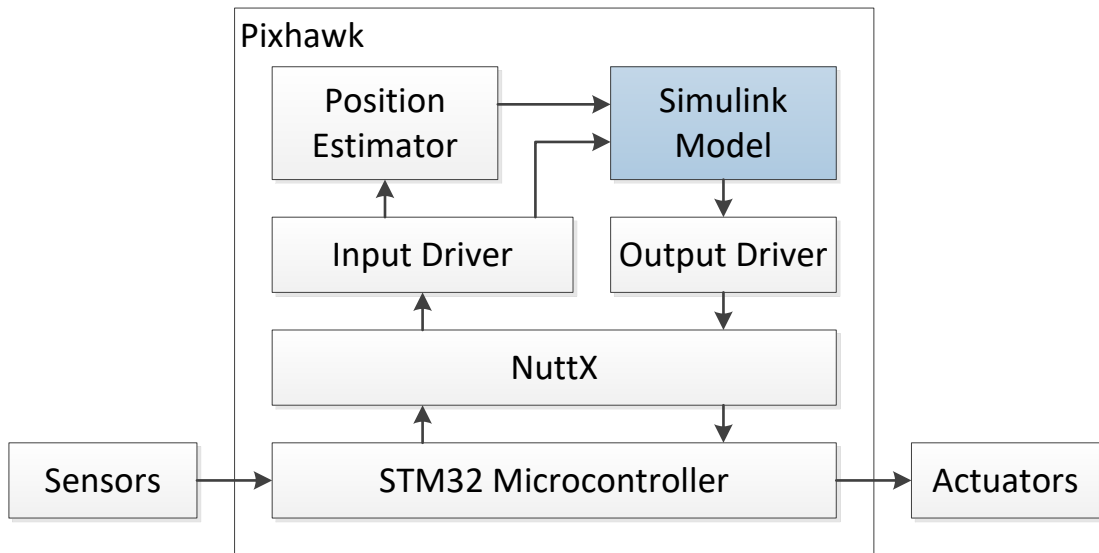 Pixhawk
Position
Estimator
Simulink
Model
Input Driver
Output Driver
NuttX
Sensors
STM32 Microcontroller
Actuators